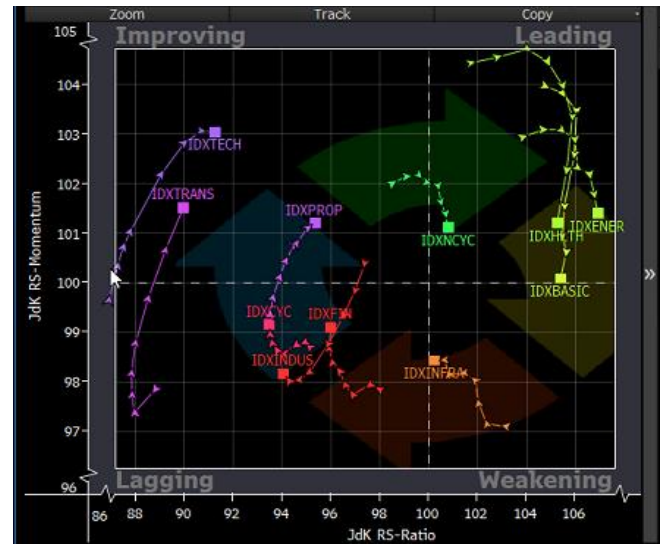 Zoom Track Copy
105
Improving Leading
104
103
IDXTECH
102
IDXTRANS
IDXPROP
IDXNCYC
IDXHLTH
IDXENER
101
100
IDXBASIC
IDXCYC
IDXFIN
99
IDXINDUS
IDXINFRA
98
97
96
Lagging Weakening
86 88 90 92 94 96 98 100 102 104 106
JdK RS-Momentum
JdK RS-Ratio
»